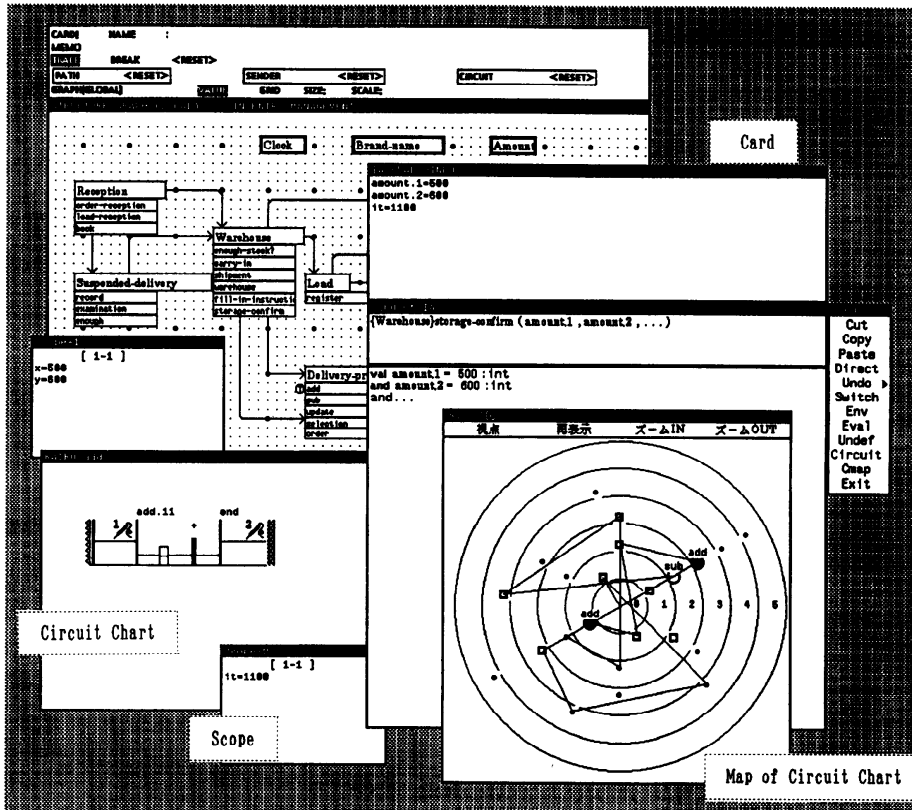 CARD| NAME :
MEMO
BREAK <RESET>
PATH <RESET> SENDER <RESET> CIRCUIT <RESET>
GRAPH[GLOBAL] GRID SIZE; SCALE;
Clock Brand-name Amount
Card
amount.1=500
amount.2=600
it=1100
Reception
order-reception
load-reception
book
Warehouse
enough-stock?
carry-in
shipment
warehouse
fill-in-instructi
storage-confirm
Suspended-delivery
record
examination
enough
Load
register
{Warehouse}storage-confirm (amount.1 ,amount.2 ,...)
Cut
Copy
Paste
Direct
Undo
Switch
Env
Eval
Undef
Circuit
Cmap
Exit
[ 1-1 ]
x=500
y=600
Delivery-pr
add
sub
update
selection
order
val amount.1 = 500 :int
and amount.2 = 600 :int
and...
視点 再表示 ズームIN ズームOUT
1/ add.11 + end 2/
add
sub
add
0 1 2 3 4 5
Circuit Chart
[ 1-1 ]
it=1100
Scope
Map of Circuit Chart